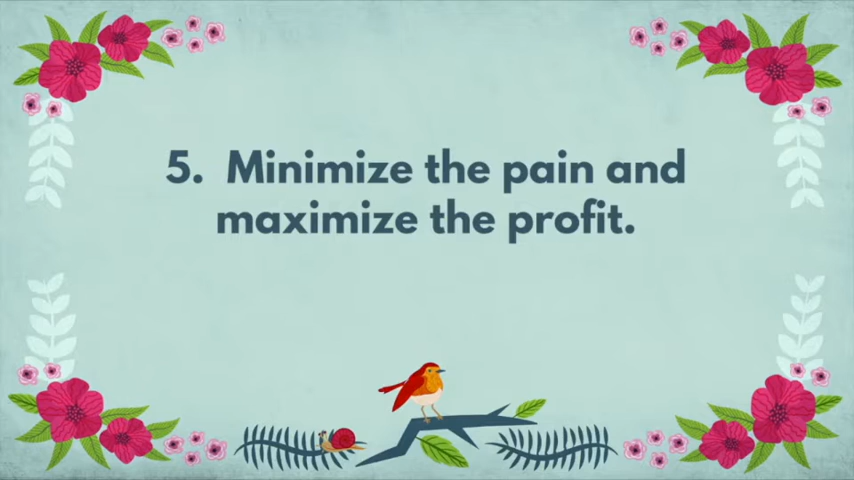 5. Minimize the pain and
maximize the profit.